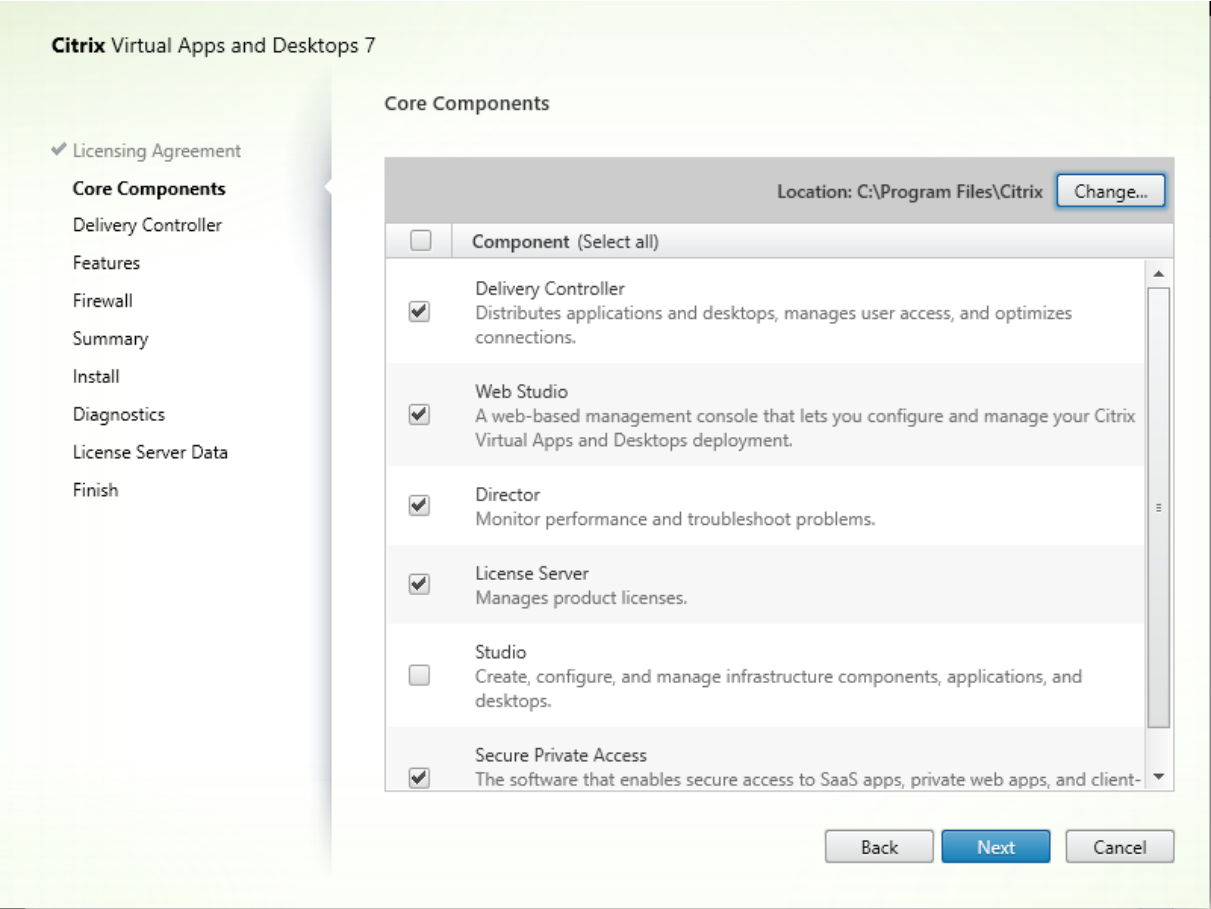 Citrix Virtual Apps and Desktops 7
Licensing Agreement
Core Components
Delivery Controller
Features
Firewall
Summary
Install
Diagnostics
License Server Data
Finish
Core Components
Location: C:\Program Files\Citrix
Change...
Component (Select all)
Delivery Controller
Distributes applications and desktops, manages user access, and optimizes
connections.
Web Studio
A web-based management console that lets you configure and manage your Citrix
Virtual Apps and Desktops deployment.
Director
Monitor performance and troubleshoot problems.
License Server
Manages product licenses.
Studio
Create, configure, and manage infrastructure components, applications, and
desktops.
Secure Private Access
The software that enables secure access to SaaS apps, private web apps, and client-
Back
Next
Cancel